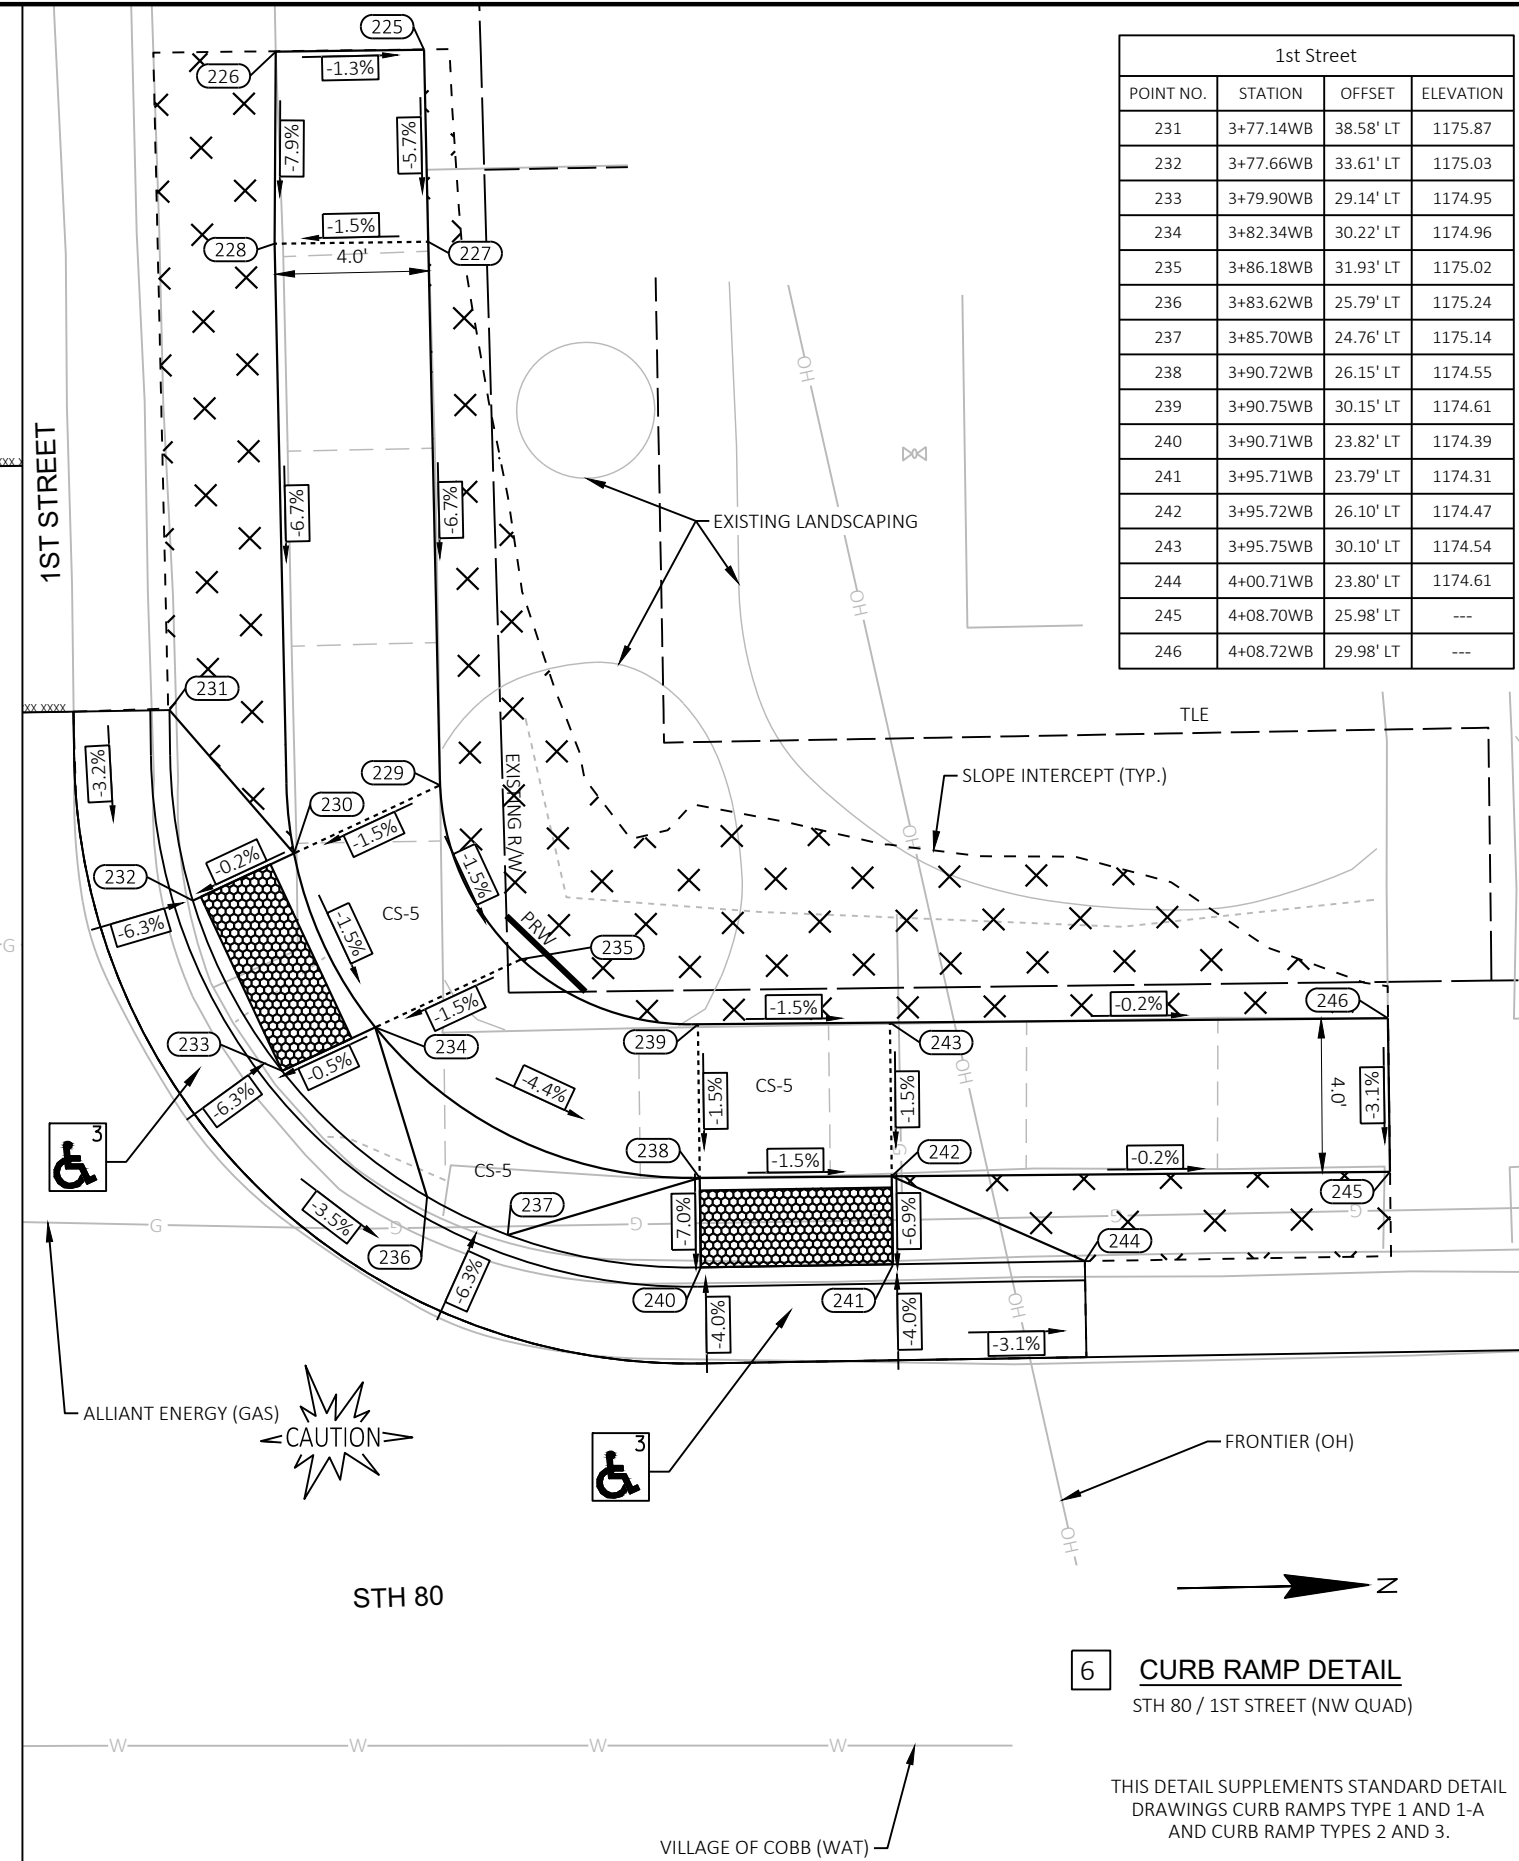 225
226
-1.3%
-7.9%
-5.7%
-1.5%
228
227
4.0'
1st Street
POINT NO. STATION OFFSET ELEVATION
231 3+77.14WB 38.58' LT 1175.87
232 3+77.66WB 33.61' LT 1175.03
233 3+79.90WB 29.14' LT 1174.95
234 3+82.34WB 30.22' LT 1174.96
235 3+86.18WB 31.93' LT 1175.02
236 3+83.62WB 25.79' LT 1175.24
237 3+85.70WB 24.76' LT 1175.14
238 3+90.72WB 26.15' LT 1174.55
239 3+90.75WB 30.15' LT 1174.61
240 3+90.71WB 23.82' LT 1174.39
241 3+95.71WB 23.79' LT 1174.31
242 3+95.72WB 26.10' LT 1174.47
243 3+95.75WB 30.10' LT 1174.54
244 4+00.71WB 23.80' LT 1174.61
245 4+08.70WB 25.98' LT ---
246 4+08.72WB 29.98' LT ---
OH
1ST STREET
-6.7%
-6.7%
EXISTING LANDSCAPING
OH
231
XX XXXX
TLE
-3.2%
229
EXISTING R/W
SLOPE INTERCEPT (TYP.)
230
-1.5%
OH
-0.2%
232
-1.5%
CS-5
-6.3%
-1.5%
PRW
235
G
-1.5%
-1.5%
-0.2%
246
233
234
239
243
-0.5%
OH
-6.3%
-4.4%
-1.5%
CS-5
-1.5%
4.0'
-3.1%
3
238
242
G
CS-5
-1.5%
-0.2%
245
-3.5%
237
G
G
G
G
G
-7.0%
-6.9%
236
244
-6.3%
240
241
OH
-4.0%
-4.0%
-3.1%
ALLIANT ENERGY (GAS)
CAUTION
3
FRONTIER (OH)
OH
STH 80
N
6 CURB RAMP DETAIL
STH 80 / 1ST STREET (NW QUAD)
W W W W
THIS DETAIL SUPPLEMENTS STANDARD DETAIL
DRAWINGS CURB RAMPS TYPE 1 AND 1-A
AND CURB RAMP TYPES 2 AND 3.
VILLAGE OF COBB (WAT)